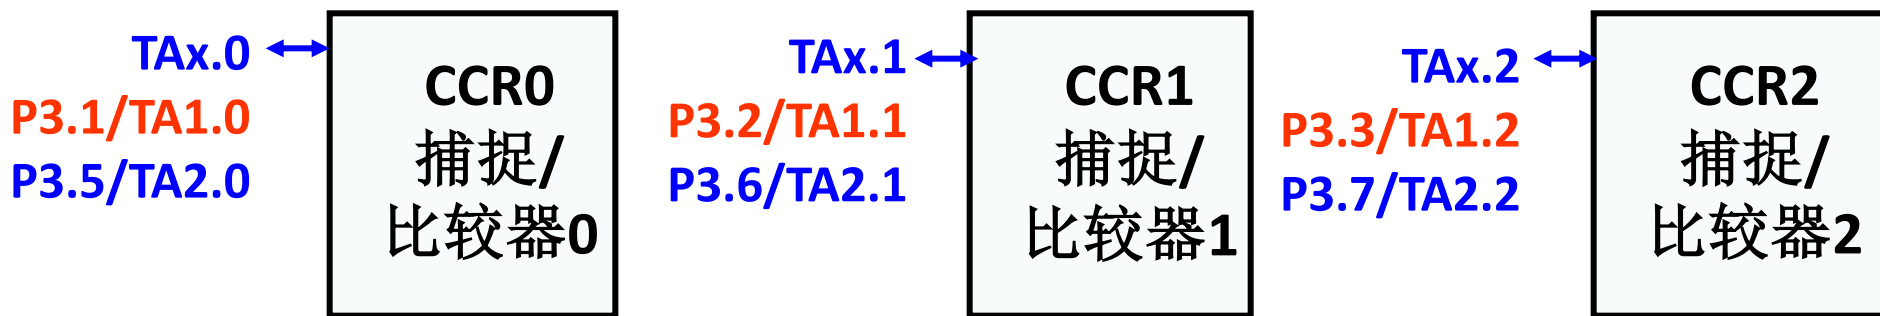 TAx.0
P3.1/TA1.0
P3.5/TA2.0
CCR0
捕捉/
比较器0
TAx.1
P3.2/TA1.1
P3.6/TA2.1
CCR1
捕捉/
比较器1
TAx.2
P3.3/TA1.2
P3.7/TA2.2
CCR2
捕捉/
比较器2